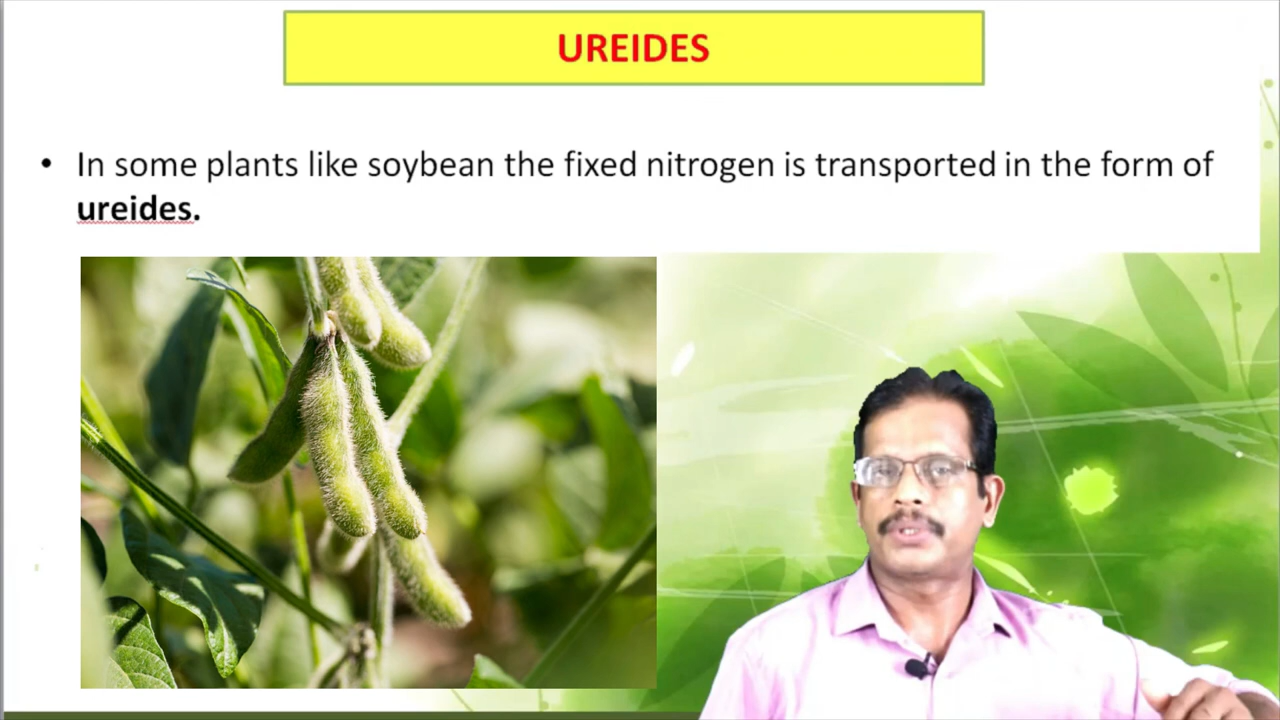 UREIDES
• In some plants like soybean the fixed nitrogen is transported in the form of
ureides.